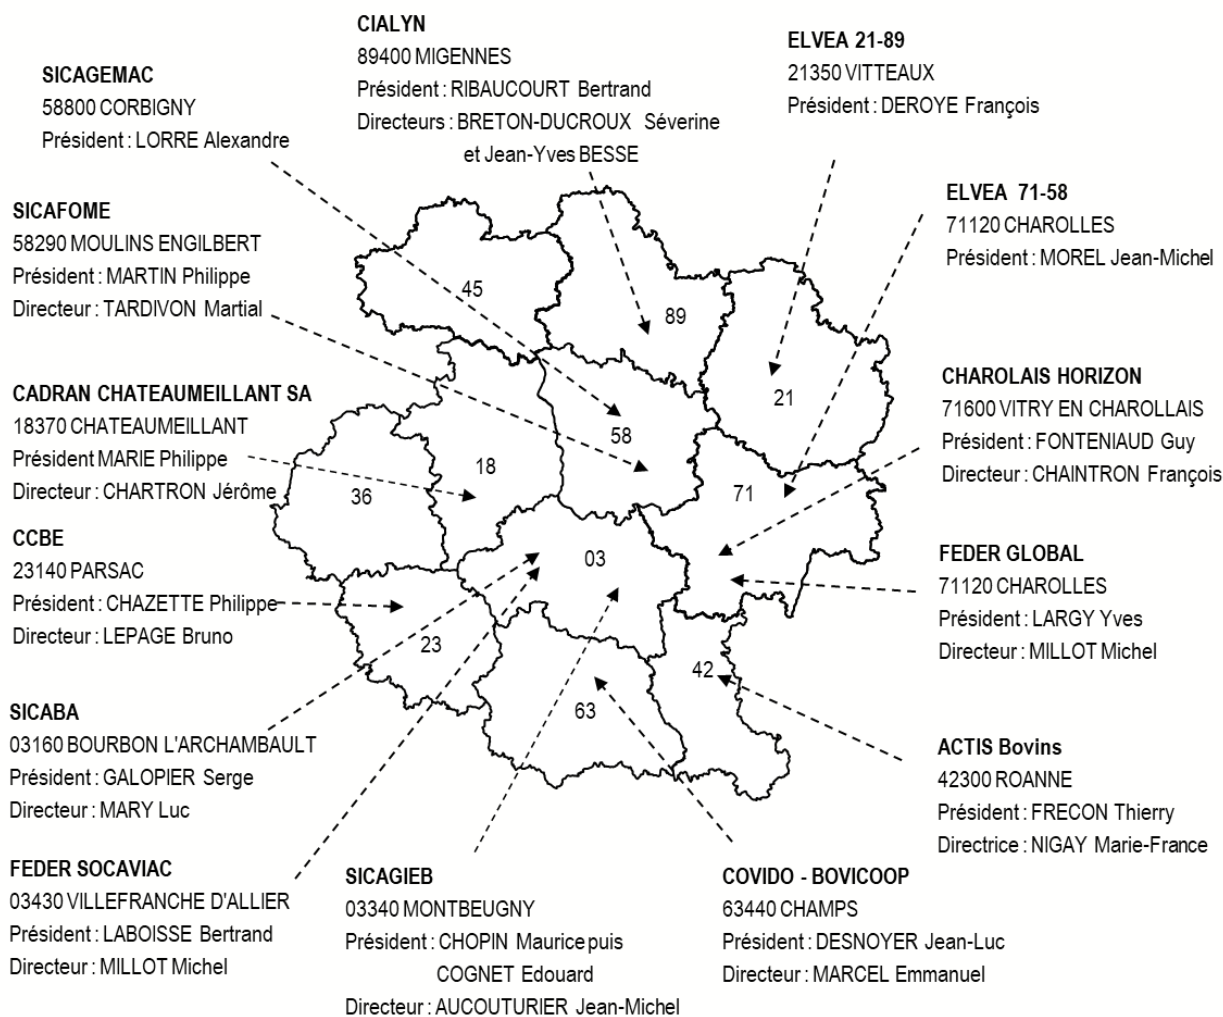 CIALYN
89400 MIGENNES
Président : RIBAUCOURT Bertrand
Directeurs : BRETON-DUCROUX Séverine
et Jean-Yves BESSE
ELVEA 21-89
21350 VITTEAUX
Président : DEROYE François
SICAGEMAC
58800 CORBIGNY
Président : LORRE Alexandre
ELVEA 71-58
71120 CHAROLLES
Président : MOREL Jean-Michel
SICAFOME
58290 MOULINS ENGILBERT
Président : MARTIN Philippe
Directeur : TARDIVON Martial
CADRAN CHATEAUMEILLANT SA
18370 CHATEAUMEILLANT
Président MARIE Philippe
Directeur : CHARTRON Jérôme
CHAROLAIS HORIZON
71600 VITRY EN CHAROLLAIS
Président : FONTENIAUD Guy
Directeur : CHAINTRON François
CCBE
23140 PARSAC
Président : CHAZETTE Philippe
Directeur : LEPAGE Bruno
FEDER GLOBAL
71120 CHAROLLES
Président : LARGY Yves
Directeur : MILLOT Michel
45
89
21
58
18
36
71
03
23
42
63
SICABA
03160 BOURBON L'ARCHAMBAULT
Président : GALOPIER Serge
Directeur : MARY Luc
ACTIS Bovins
42300 ROANNE
Président : FRECON Thierry
Directrice : NIGAY Marie-France
FEDER SOCAVIAC
03430 VILLEFRANCHE D'ALLIER
Président : LABOISSE Bertrand
Directeur : MILLOT Michel
SICAGIEB
03340 MONTBEUGNY
Président : CHOPIN Maurice puis
COGNET Edouard
Directeur : AUCOUTURIER Jean-Michel
COVIDO - BOVICOOP
63440 CHAMPS
Président : DESNOYER Jean-Luc
Directeur : MARCEL Emmanuel